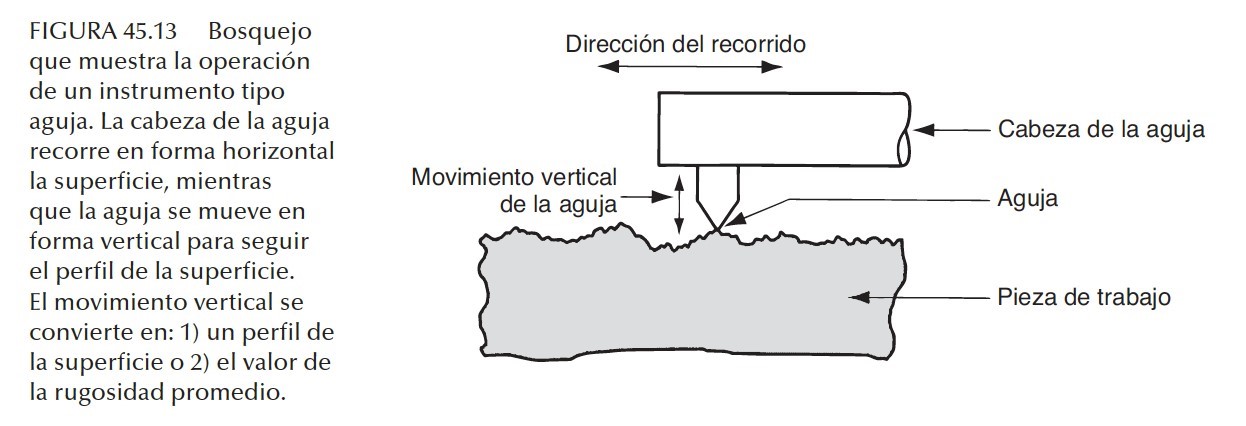 FIGURA 45.13 Bosquejo
que muestra la operación
de un instrumento tipo
aguja. La cabeza de la aguja
recorre en forma horizontal
la superficie, mientras
que la aguja se mueve en
forma vertical para seguir
el perfil de la superficie.
El movimiento vertical se
convierte en: 1) un perfil de
la superficie o 2) el valor de
la rugosidad promedio.
Dirección del recorrido
Cabeza de la aguja
Movimiento vertical
de la aguja
Aguja
Pieza de trabajo